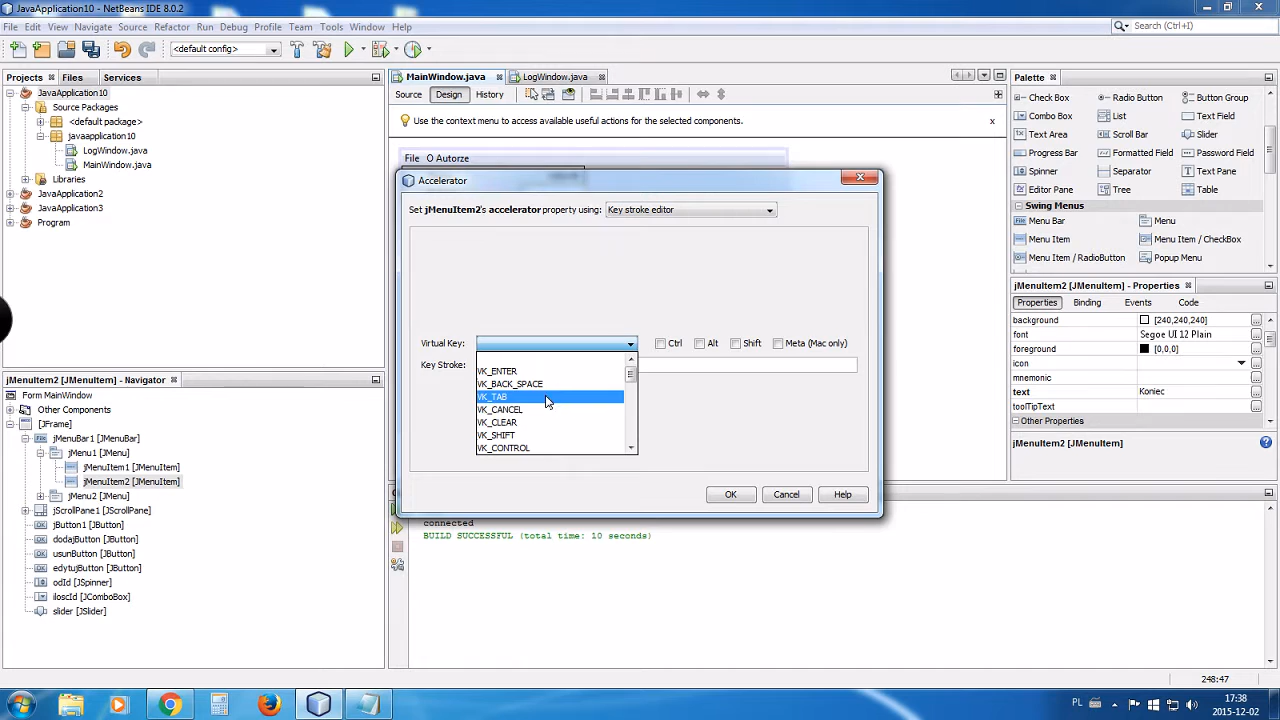 JavaApplication10 - NetBeans IDE 8.0.2
File Edit View Navigate Source Refactor Run Debug Profile Team Tools Window Help
Search (Ctrl+I)
<default config>
Projects Files Services
JavaApplication10
Source Packages
<default package>
javaapplication10
LogWindow.java
MainWindow.java
Libraries
JavaApplication2
JavaApplication3
Program
MainWindow.java LogWindow.java
Source Design History
Use the context menu to access available useful actions for the selected components. x
File O Autorze
Accelerator
Set jMenuItem2's accelerator property using: Key stroke editor
Virtual Key: Ctrl Alt Shift Meta (Mac only)
Key Stroke:
VK_ENTER
VK_BACK_SPACE
VK_TAB
VK_CANCEL
VK_CLEAR
VK_SHIFT
VK_CONTROL
OK Cancel Help
connected
BUILD SUCCESSFUL (total time: 10 seconds)
Palette
Check Box Radio Button Button Group
Combo Box List Text Field
Text Area Scroll Bar Slider
Progress Bar Formatted Field Password Field
Spinner Separator Text Pane
Editor Pane Tree Table
Swing Menus
Menu Bar Menu
Menu Item Menu Item / CheckBox
Menu Item / RadioButton Popup Menu
jMenuItem2 [JMenuItem] - Properties
Properties Binding Events Code
background [240,240,240]
font Segoe UI 12 Plain
foreground [0,0,0]
icon
mnemonic
text Koniec
toolTipText
Other Properties
jMenuItem2 [JMenuItem]
jMenuItem2 [JMenuItem] - Navigator
Form MainWindow
Other Components
[JFrame]
jMenuBar1 [JMenuBar]
jMenu1 [JMenu]
jMenuItem1 [JMenuItem]
jMenuItem2 [JMenuItem]
jMenu2 [JMenu]
jScrollPane1 [JScrollPane]
jButton1 [JButton]
dodajButton [JButton]
usunButton [JButton]
edytujButton [JButton]
odId [JSpinner]
iloscId [JComboBox]
slider [JSlider]
248:47
PL
17:38
2015-12-02